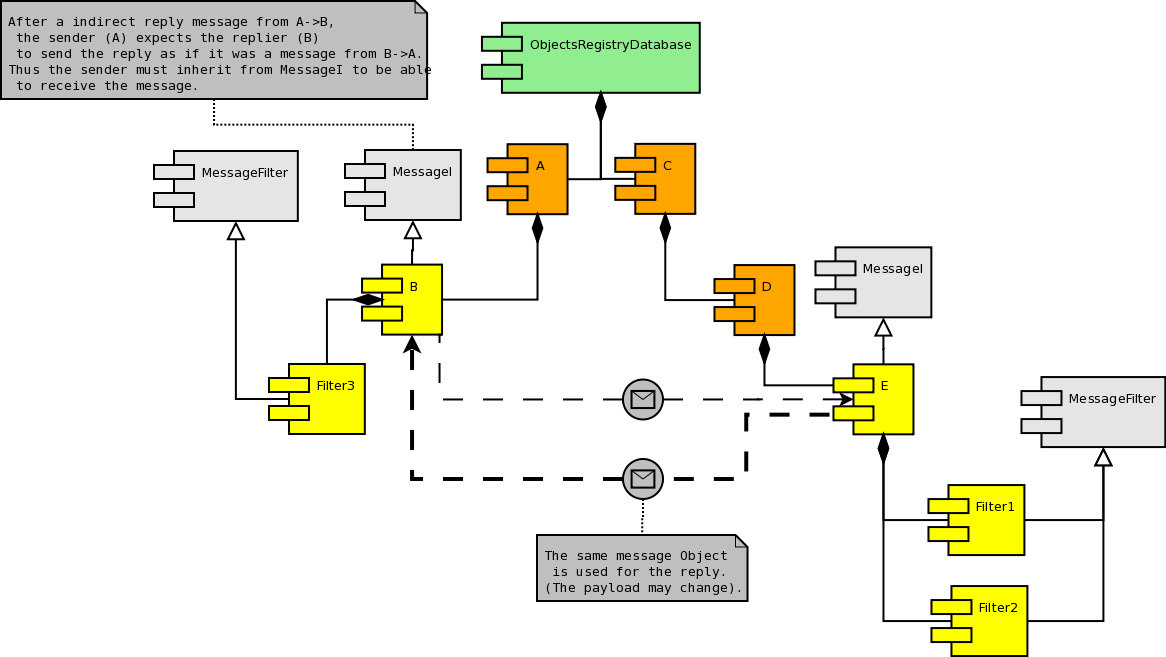 After a indirect reply message from A->B,
the sender (A) expects the replier (B)
to send the reply as if it was a message from B->A.
Thus the sender must inherit from MessageI to be able
to receive the message.
ObjectsRegistryDatabase
MessageFilter
MessageI
A
C
B
D
MessageI
Filter3
E
MessageFilter
Filter1
The same message Object
is used for the reply.
(The payload may change).
Filter2